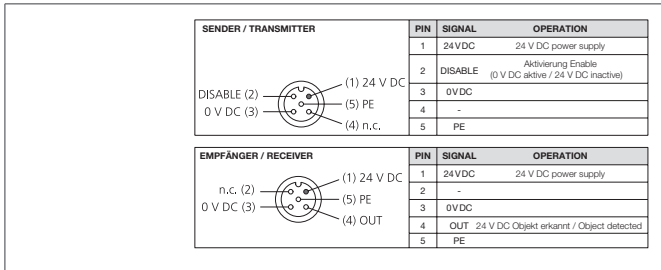 SENDER / TRANSMITTER
DISABLE (2)
0 V DC (3)
(1) 24 V DC
(5) PE
(4) n.c.
PIN SIGNAL OPERATION
1 24 V DC 24 V DC power supply
2 DISABLE Aktivierung Enable
(0 V DC aktive / 24 V DC inactive)
3 0 V DC
4 -
5 PE
EMPFÄNGER / RECEIVER
n.c. (2)
0 V DC (3)
(1) 24 V DC
(5) PE
(4) OUT
PIN SIGNAL OPERATION
1 24 V DC 24 V DC power supply
2 -
3 0 V DC
4 OUT 24 V DC Objekt erkannt / Object detected
5 PE